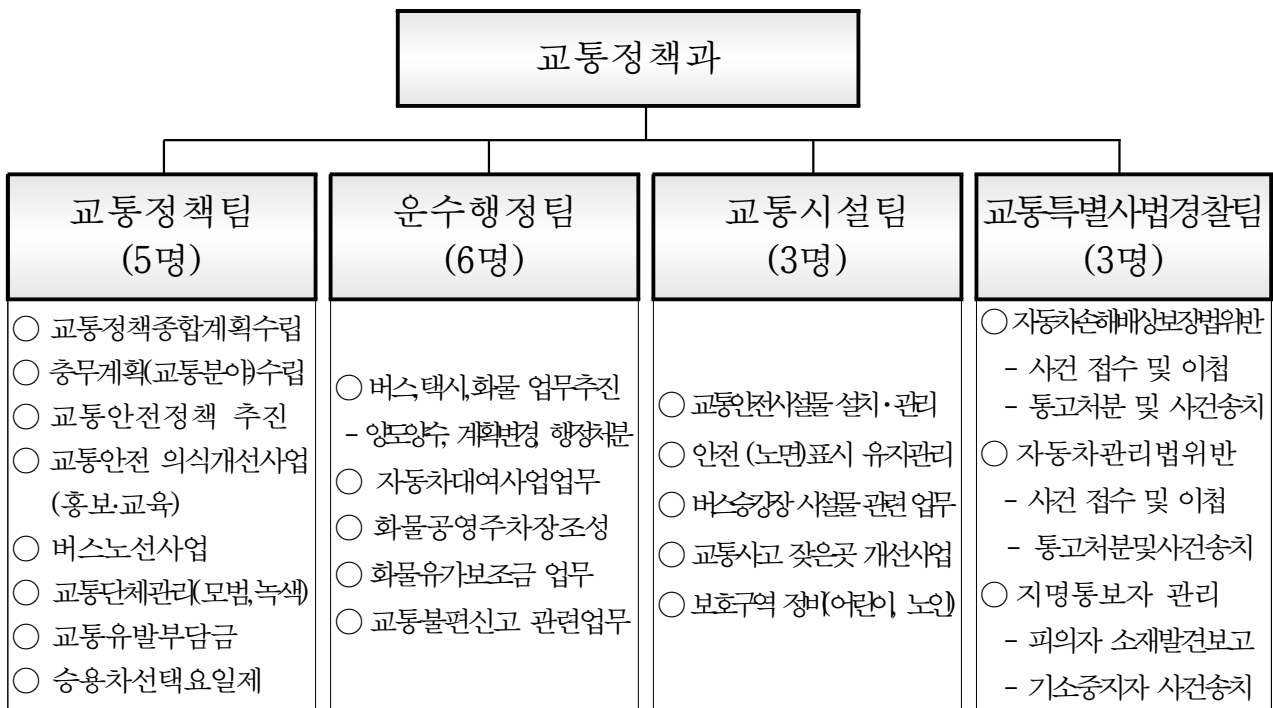 교통정책과
교통정책팀
(5명)
○ 교통정책종합계획수립
○ 충무계획(교통분야)수립
○ 교통안전정책 추진
○ 교통안전 의식개선사업
(홍보.교육)
○ 버스노선사업
○ 교통단체관리(모범,녹색)
○ 교통유발부담금
○ 승용차선택요일제
운수행정팀
(6명)
○ 버스,택시,화물 업무추진
- 양도양수, 계획변경, 행정처분
○ 자동차대여사업업무
○ 화물공영주차장조성
○ 화물유가보조금 업무
○ 교통불편신고 관련업무
교통시설팀
(3명)
○ 교통안전시설물 설치·관리
○ 안전 (노면)표시 유지관리
○ 버스승강장 시설물 관련 업무
○ 교통사고 잦은곳 개선사업
○ 보호구역 정비(어린이, 노인)
교통특별사법경찰팀
(3명)
○ 자동차손해배상보장법위반
- 사건 접수 및 이첩
- 통고처분 및 사건송치
○ 자동차관리법위반
- 사건 접수 및 이첩
- 통고처분및사건송치
○ 지명통보자 관리
- 피의자 소재발견보고
- 기소중지자 사건송치